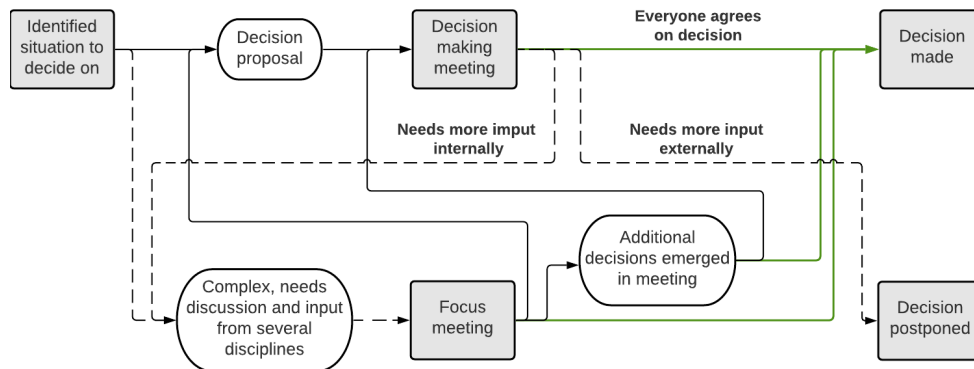 Identified
situation to
decide on
Decision
proposal
Decision
making
meeting
Everyone agrees
on decision
Decision
made
Needs more imput
internally
Needs more input
externally
Additional
decisions emerged
in meeting
Complex, needs
discussion and input
from several
disciplines
Focus
meeting
Decision
postponed